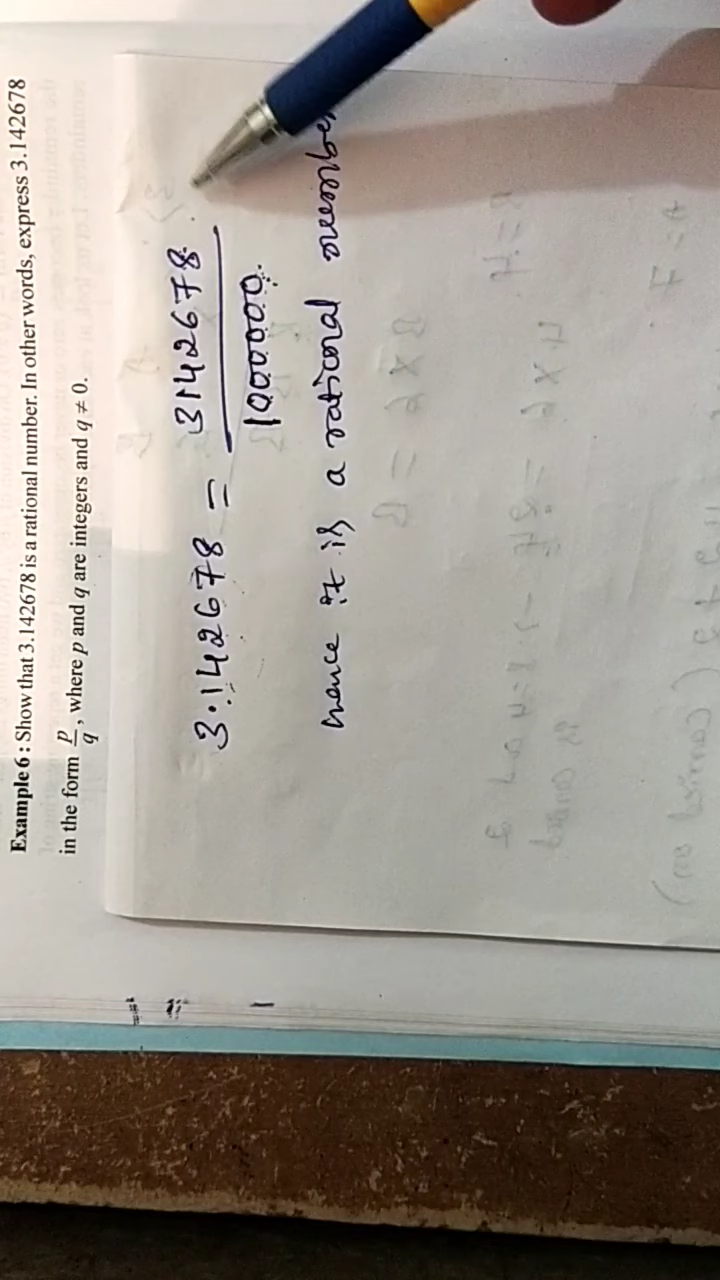 Example 6 : Show that 3.142678 is a rational number. In other words, express 3.142678
in the form p/q, where p and q are integers and q ≠ 0.
3.142678 = 3142678/1000000
hence it is a rational number